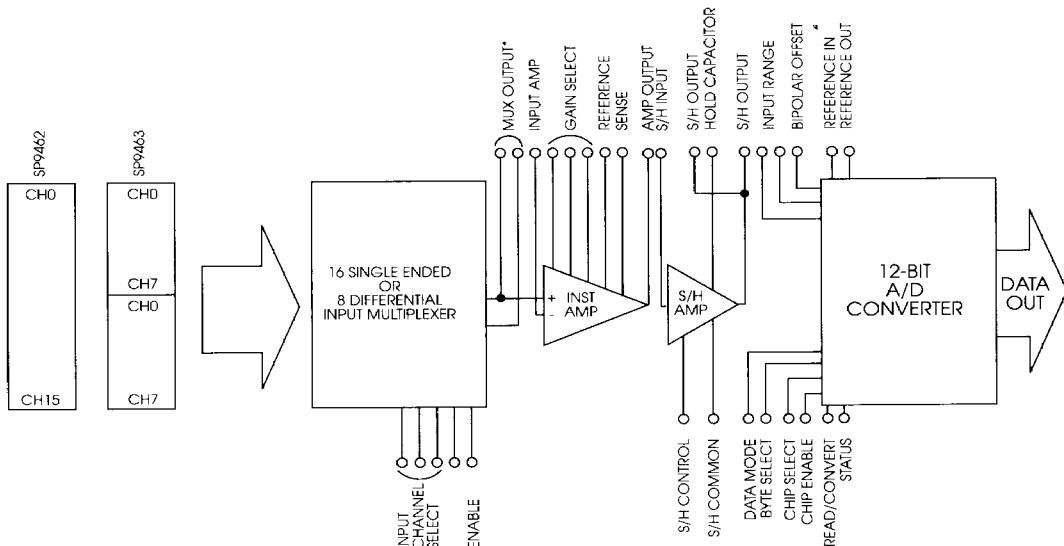 SP9462
SP9463
CH0
CH15
CH0
CH7
CH0
CH7
16 SINGLE ENDED
OR
8 DIFFERENTIAL
INPUT MULTIPLEXER
MUX OUTPUT*
INPUT AMP
GAIN SELECT
REFERENCE
SENSE
AMP OUTPUT
S/H INPUT
S/H OUTPUT
HOLD CAPACITOR
S/H OUTPUT
INPUT RANGE
BIPOLAR OFFSET
REFERENCE IN
REFERENCE OUT
+
-
INST
AMP
S/H
AMP
12-BIT
A/D
CONVERTER
DATA
OUT
INPUT
CHANNEL
SELECT
ENABLE
S/H CONTROL
S/H COMMON
DATA MODE
BYTE SELECT
CHIP SELECT
CHIP ENABLE
READ/CONVERT
STATUS